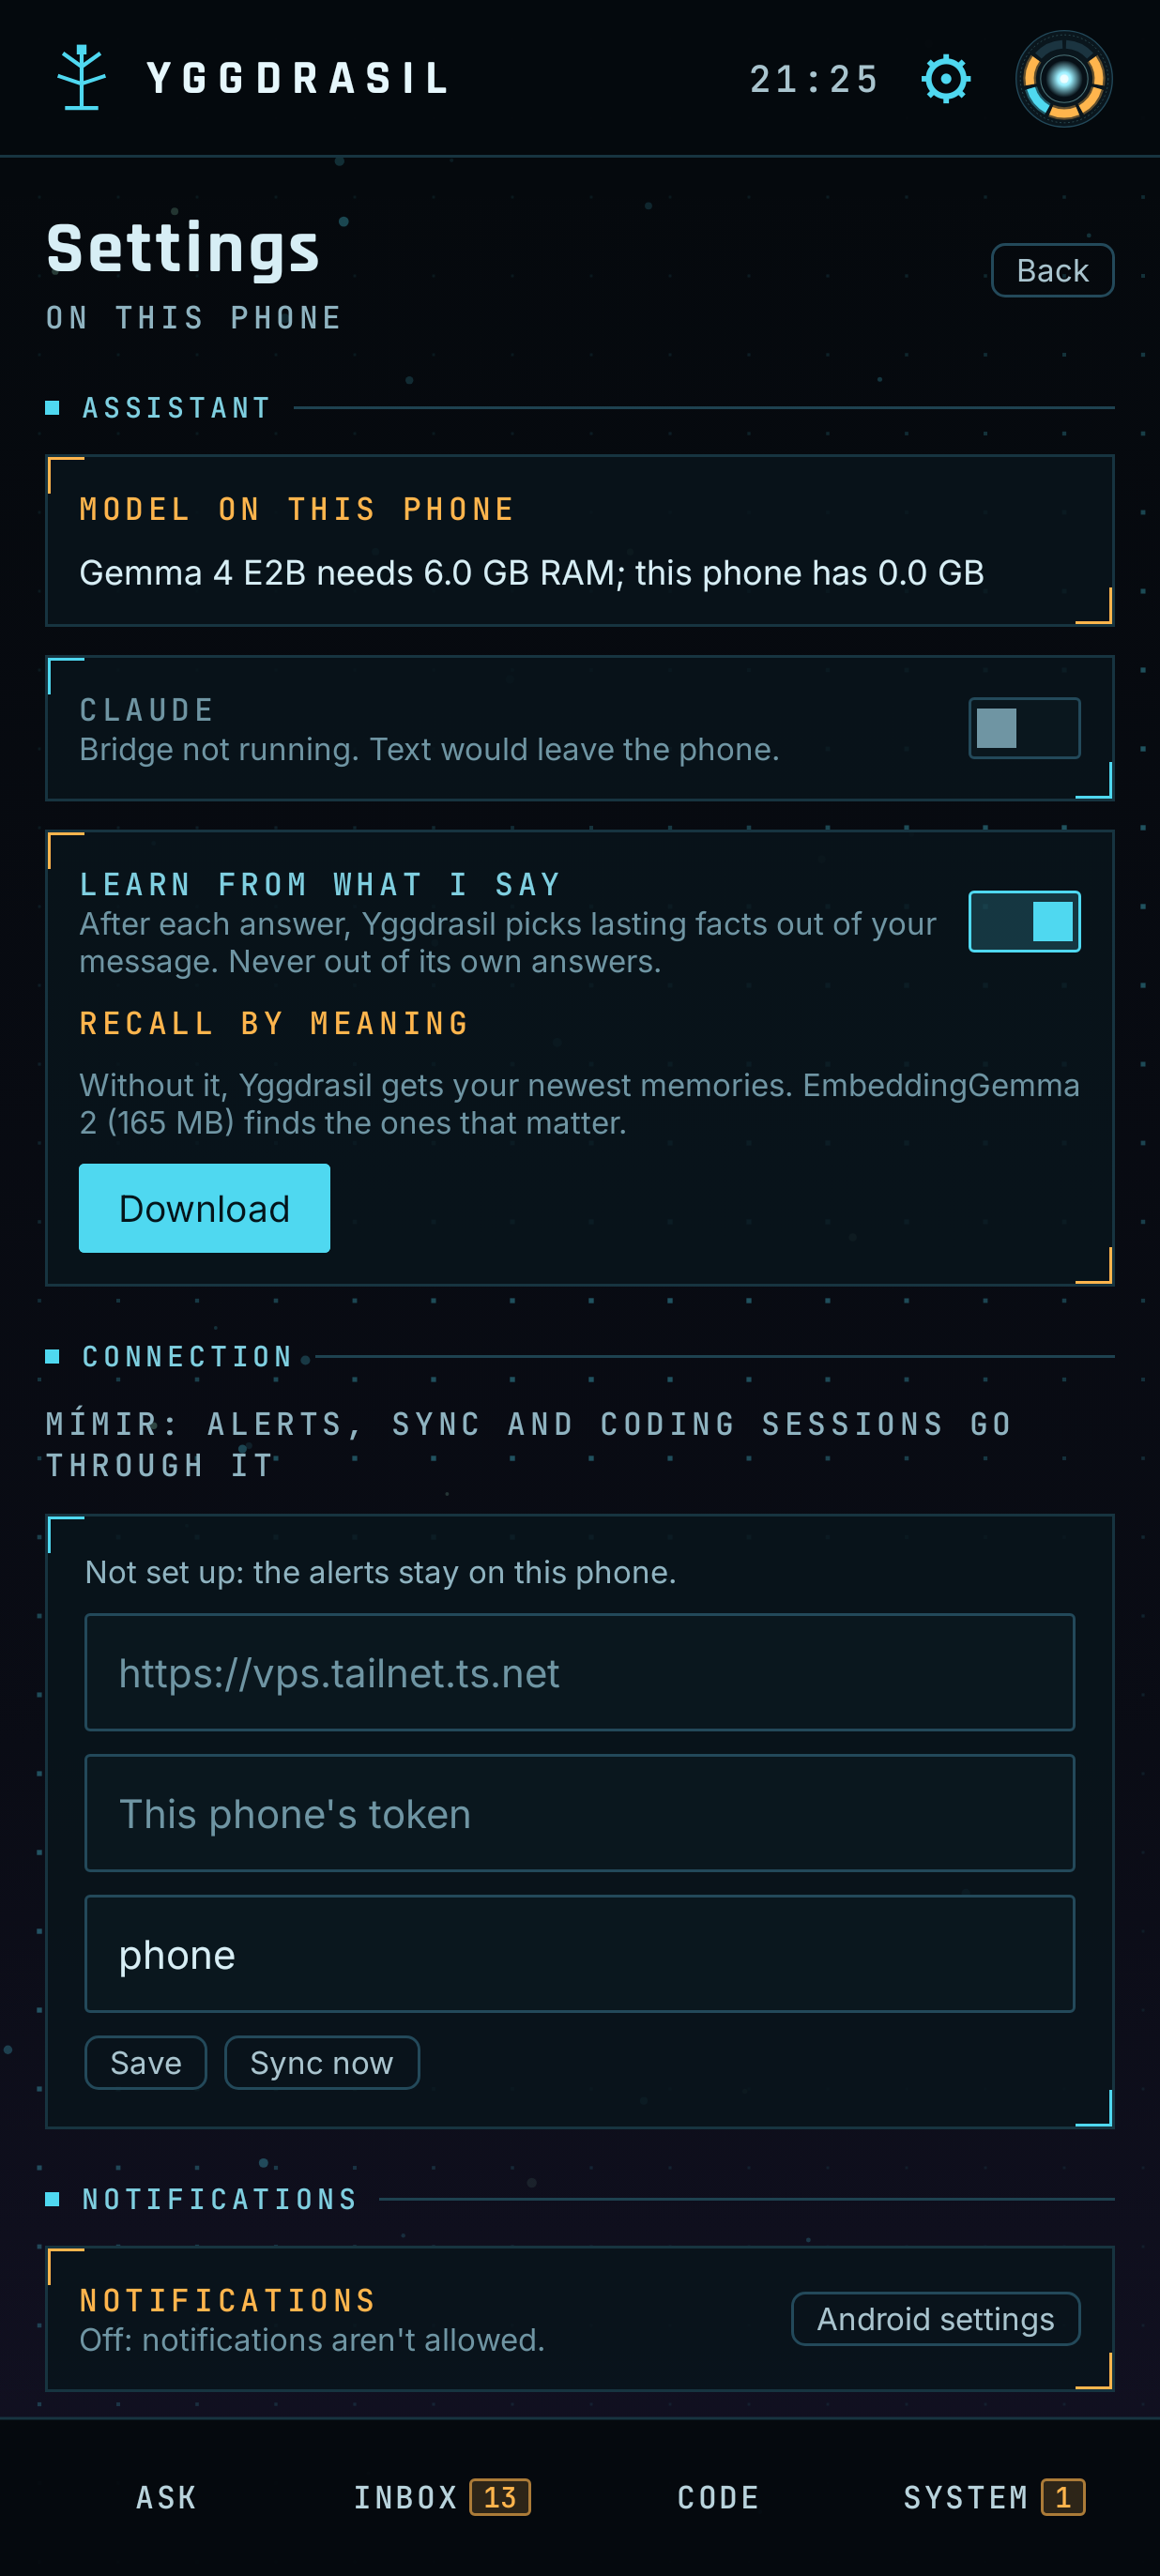 YGGDRASIL
21:25
Settings
Back
ON THIS PHONE
ASSISTANT
MODEL ON THIS PHONE
Gemma 4 E2B needs 6.0 GB RAM; this phone has 0.0 GB
CLAUDE
Bridge not running. Text would leave the phone.
LEARN FROM WHAT I SAY
After each answer, Yggdrasil picks lasting facts out of your
message. Never out of its own answers.
RECALL BY MEANING
Without it, Yggdrasil gets your newest memories. EmbeddingGemma
2 (165 MB) finds the ones that matter.
Download
CONNECTION
MÍMIR: ALERTS, SYNC AND CODING SESSIONS GO
THROUGH IT
Not set up: the alerts stay on this phone.
https://vps.tailnet.ts.net
This phone's token
phone
Save
Sync now
NOTIFICATIONS
NOTIFICATIONS
Off: notifications aren't allowed.
Android settings
ASK
INBOX 13
CODE
SYSTEM 1